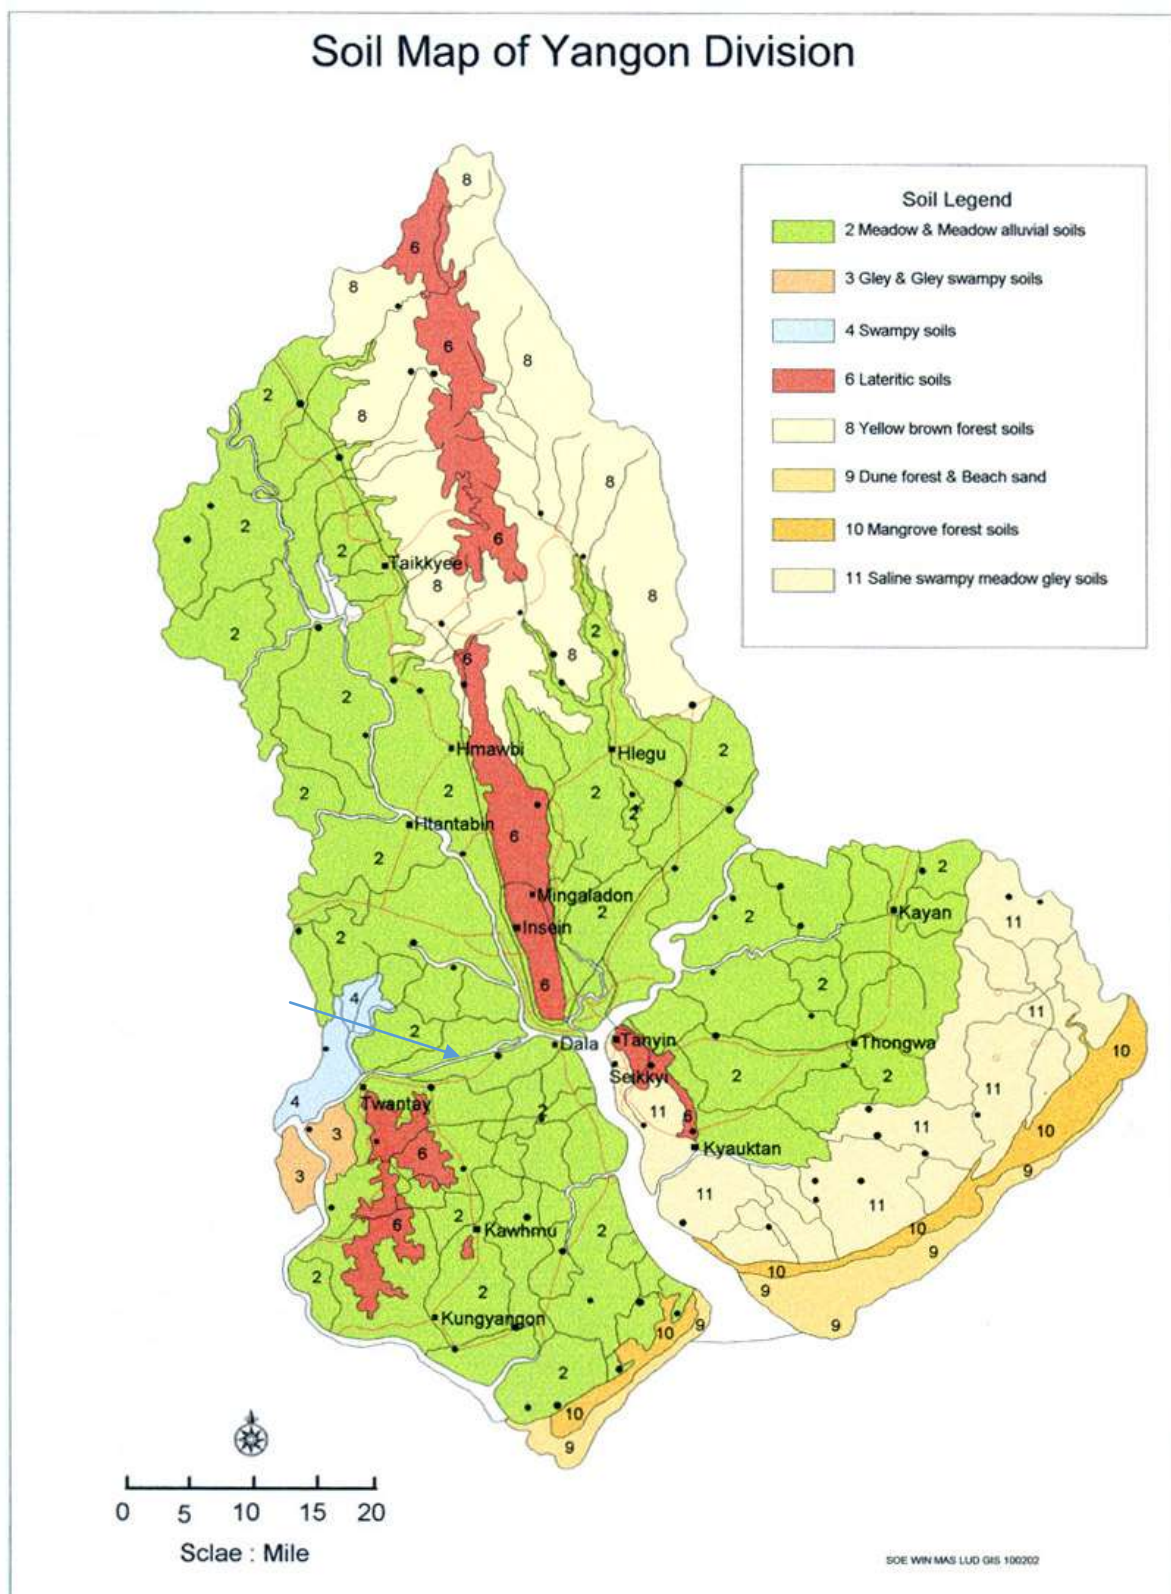 Soil Map of Yangon Division
Soil Legend
2 Meadow & Meadow alluvial soils
3 Gley & Gley swampy soils
4 Swampy soils
6 Lateritic soils
8 Yellow brown forest soils
9 Dune forest & Beach sand
10 Mangrove forest soils
11 Saline swampy meadow gley soils
8
6
8
6
8
2
8
8
2
2
6
Taikkyee
8
8
2
2
6
8
2
Hmawbi
Hlegu
2
2
2
2
2
Htantabin
6
2
2
Mingaladon
Kayan
2
2
11
Insein
2
6
2
4
11
2
Dala
Tanyin
Thongwa
10
Seikkyi
2
2
11
4
Twantay
2
11
6
11
10
3
6
Kyauktan
3
9
11
11
6
2
Kawhmu
2
10
9
2
10
2
9
Kungyangon
10
9
9
2
10
9
0 5 10 15 20
Sclae : Mile
SOE WIN MAS LUD GIS 100202